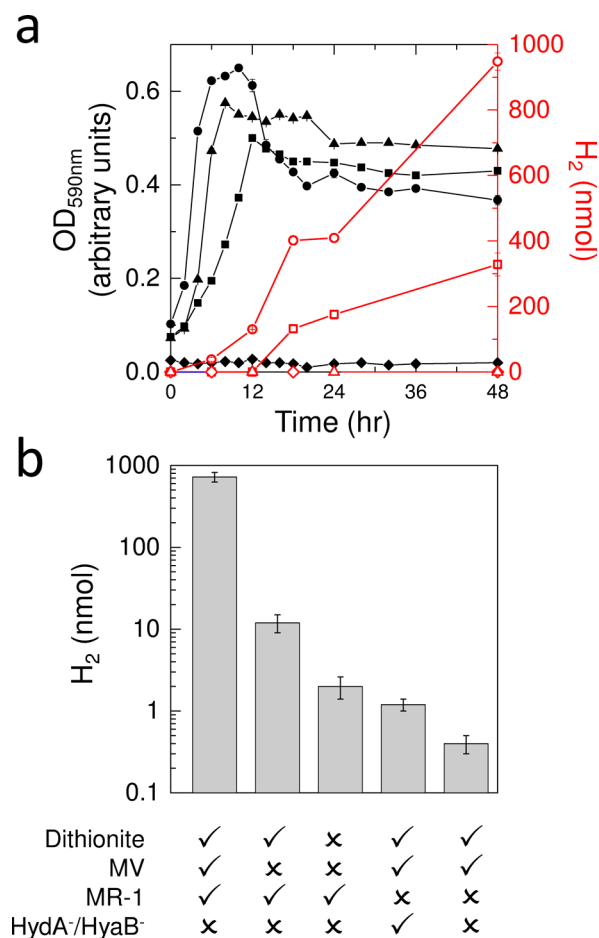 a
OD590nm
(arbitrary units)
0.6
0.4
0.2
0.0
0 12 24 36 48
Time (hr)
1000
800
600
400
200
0
H2
(nmol)
b
H2 (nmol)
1000
100
10
1
0.1
Dithionite ✓ ✓ × ✓ ✓
MV ✓ × × ✓ ✓
MR-1 ✓ ✓ ✓ × ×
HydA-/HyaB- × × × ✓ ×